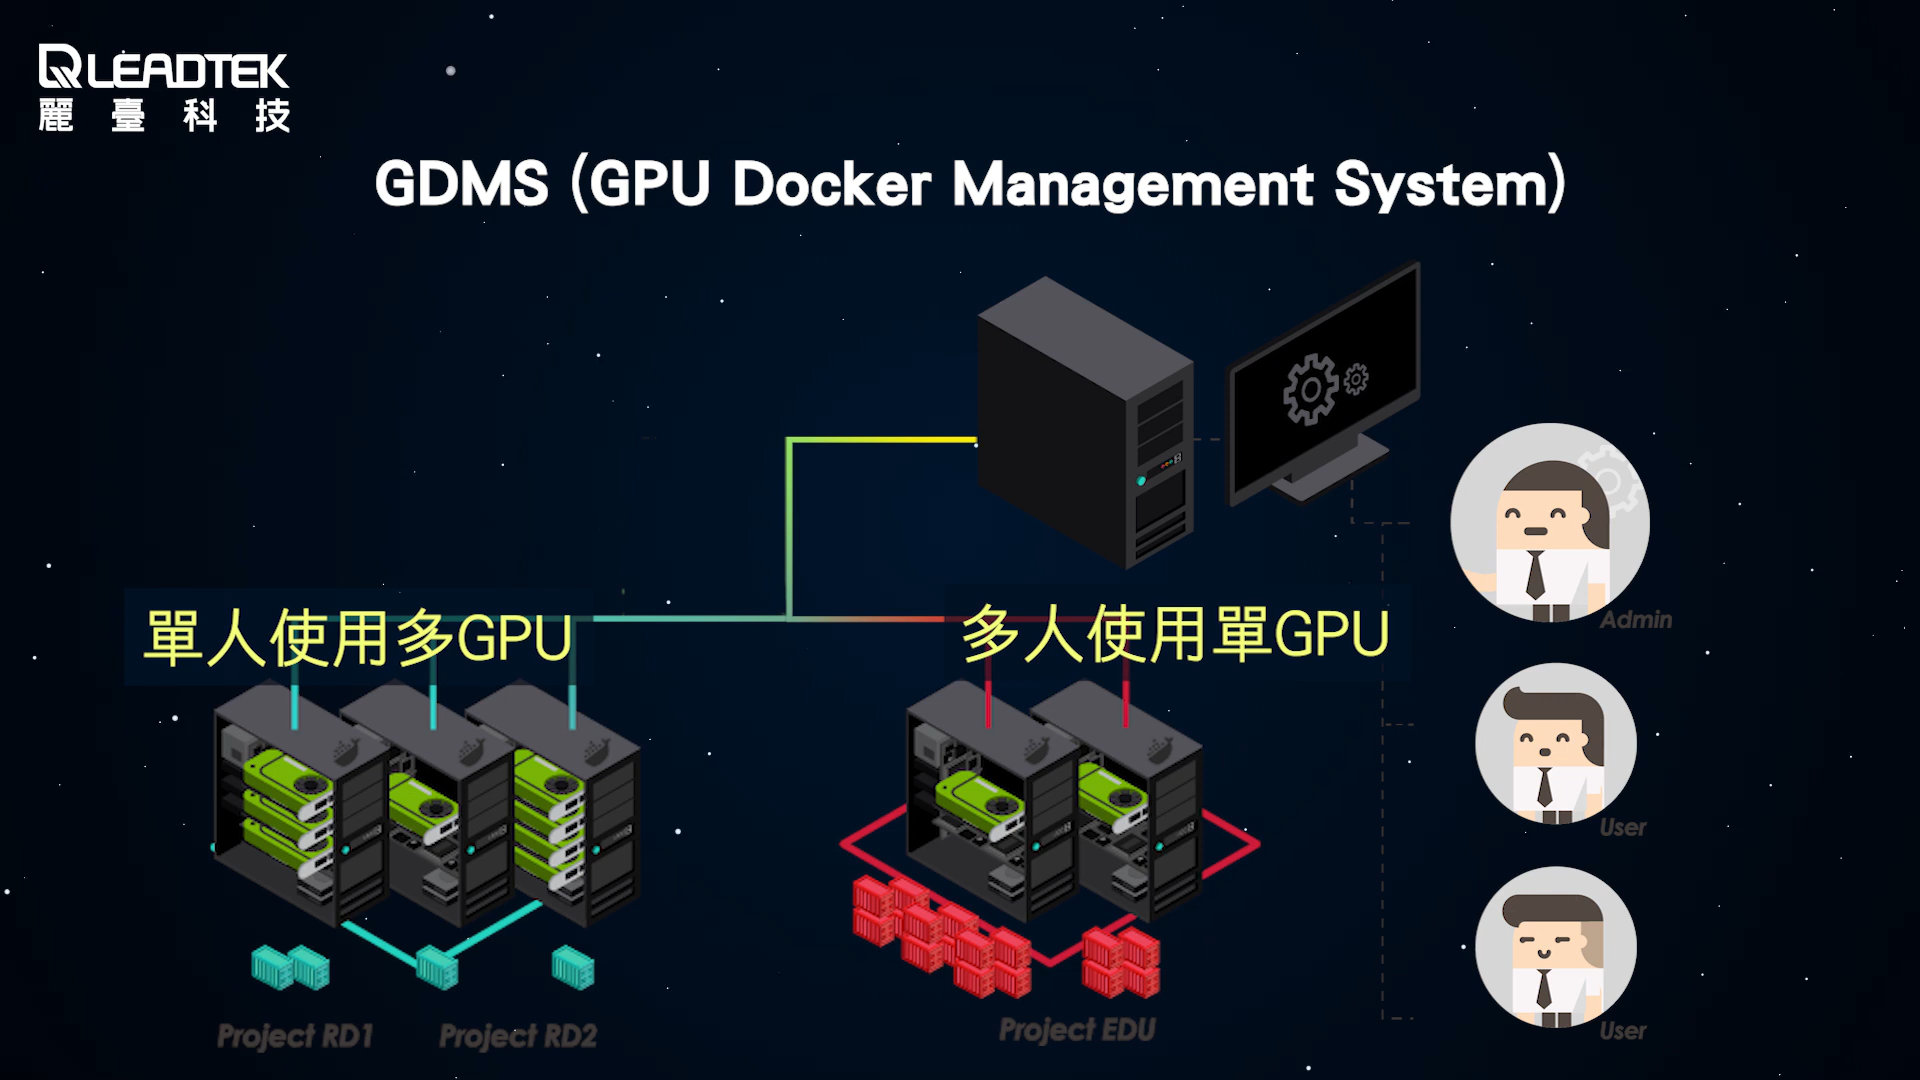 LEADTEK
麗臺科技
GDMS (GPU Docker Management System)
單人使用多GPU
多人使用單GPU
Admin
User
User
Project RD1
Project RD2
Project EDU